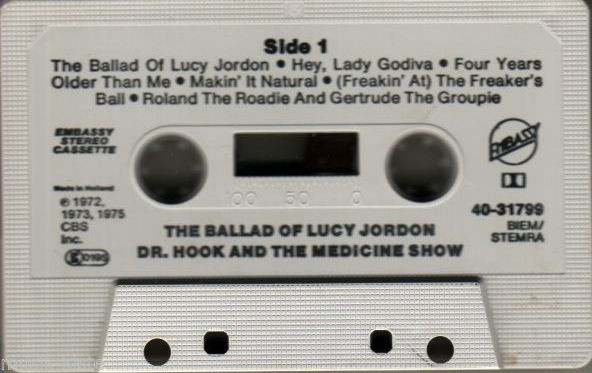 Side 1
The Ballad Of Lucy Jordon • Hey, Lady Godiva • Four Years
Older Than Me • Makin' It Natural • (Freakin' At) The Freaker's
Ball • Roland The Roadie And Gertrude The Groupie
EMBASSY
STEREO
CASSETTE
EMBASSY
Made in Holland
℗ 1972,
1973, 1975
CBS
Inc.
100 50 0
40-31799
BIEM/
STEMRA
THE BALLAD OF LUCY JORDON
DR. HOOK AND THE MEDICINE SHOW